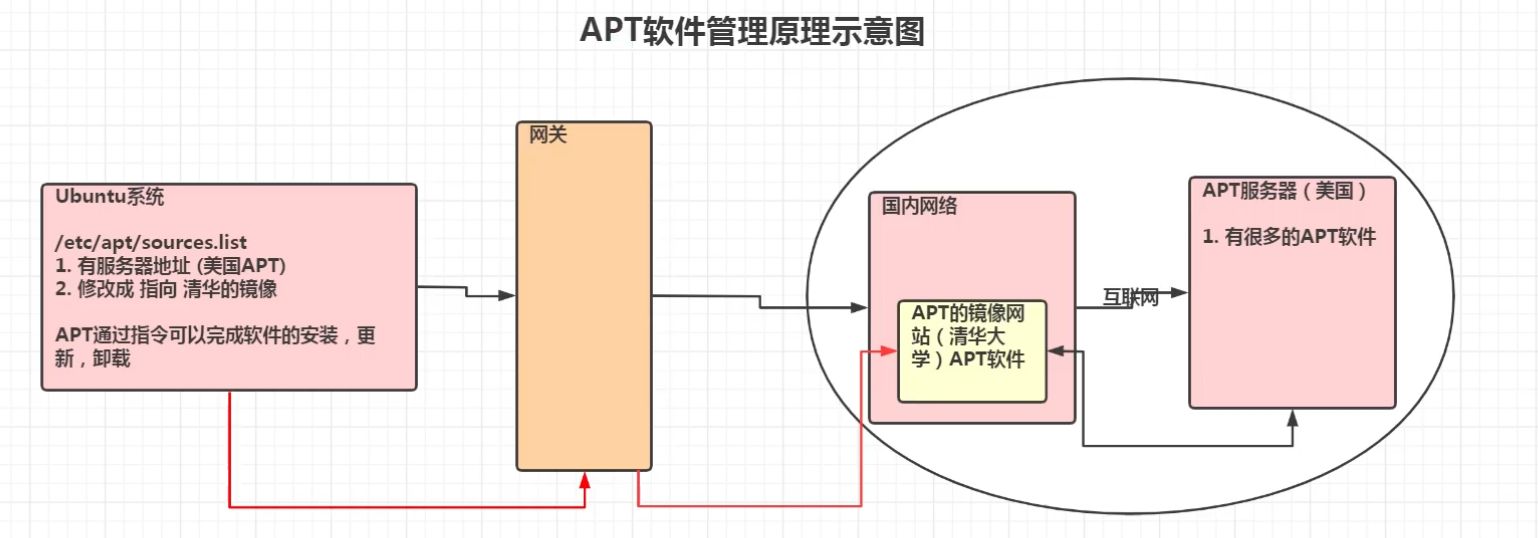 APT软件管理原理示意图
网关
Ubuntu系统
/etc/apt/sources.list
1. 有服务器地址 (美国APT)
2. 修改成 指向 清华的镜像
APT通过指令可以完成软件的安装，更
新，卸载
国内网络
APT的镜像网
站（清华大
学）APT软件
互联网
APT服务器（美国）
1. 有很多的APT软件